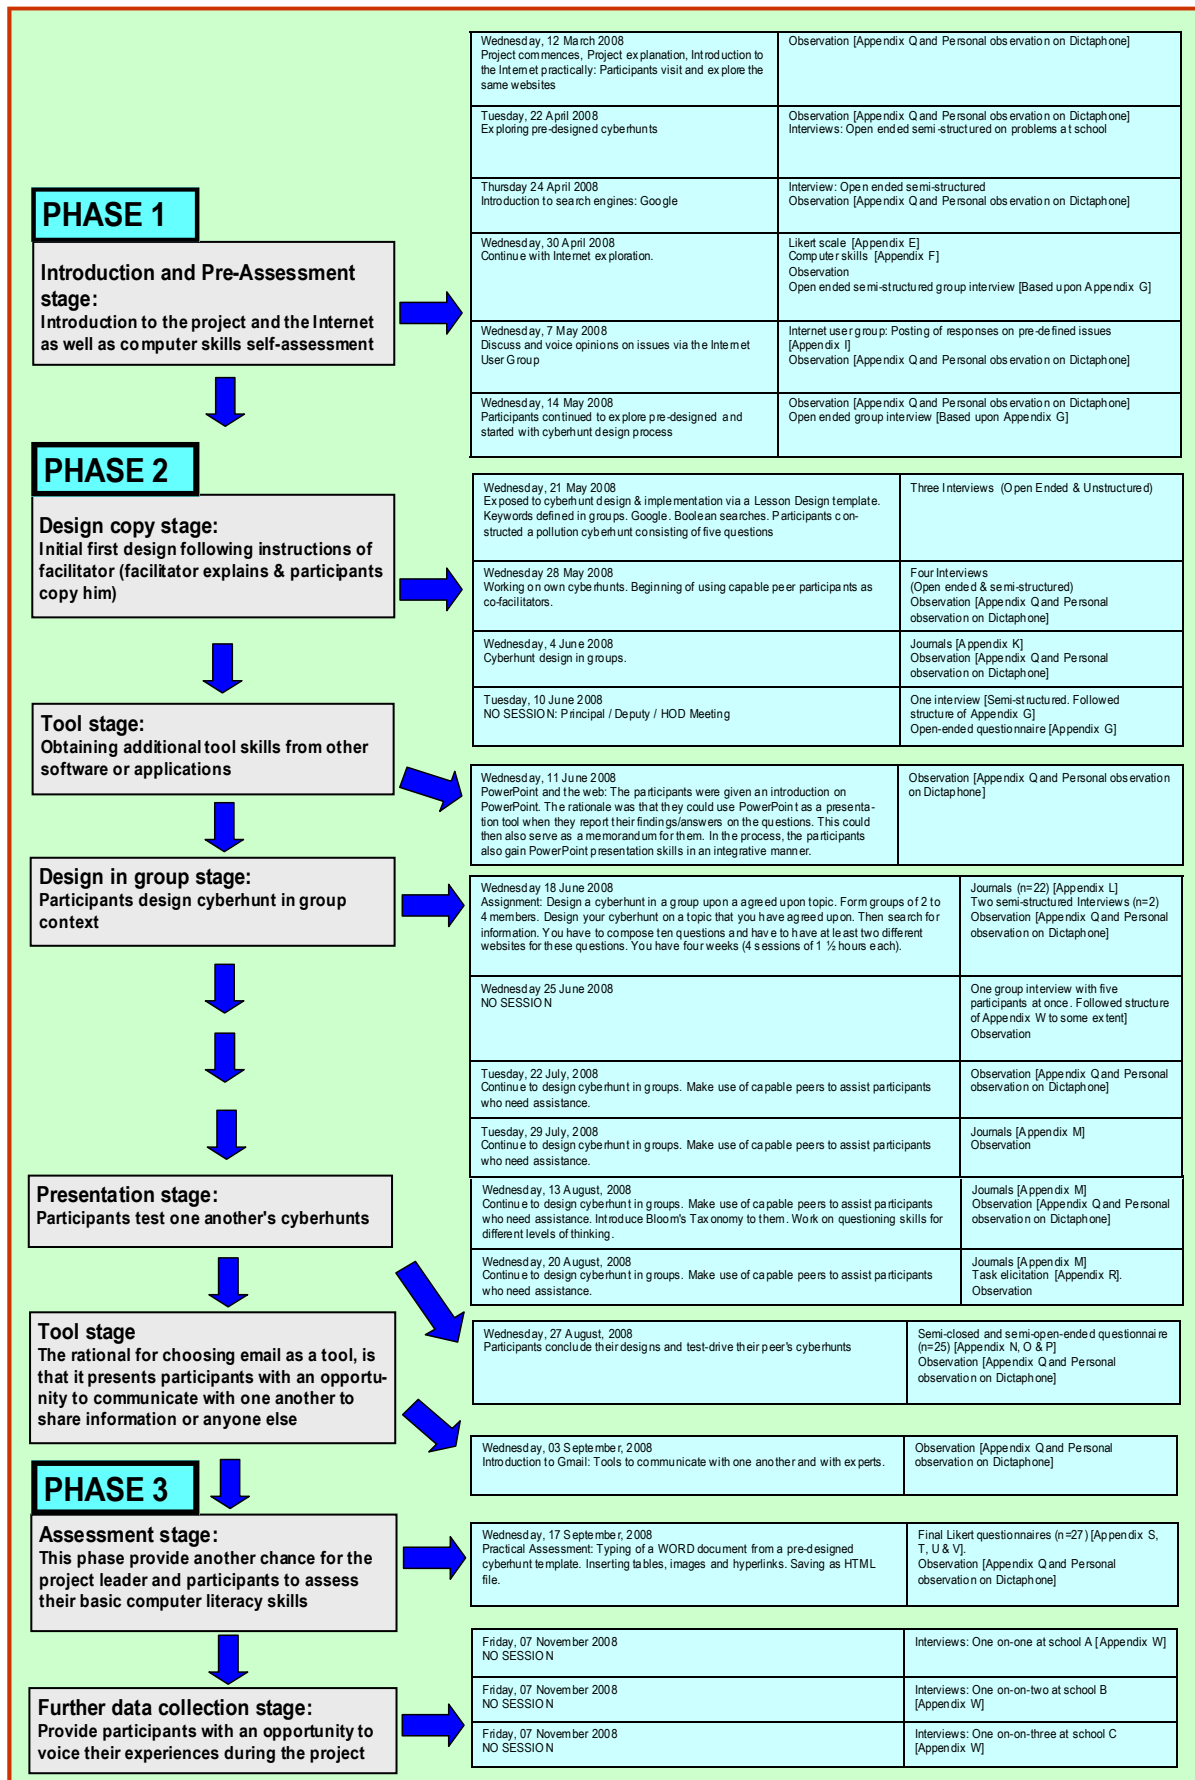 PHASE 1
Introduction and Pre-Assessment
stage:
Introduction to the project and the Internet
as well as computer skills self-assessment
Wednesday, 12 March 2008
Project commences, Project explanation, Introduction to
the Internet practically: Participants visit and explore the
same websites
Observation [Appendix Q and Personal observation on Dictaphone]
Tuesday, 22 April 2008
Exploring pre-designed cyberhunts
Observation [Appendix Q and Personal observation on Dictaphone]
Interviews: Open ended semi-structured on problems at school
Thursday 24 April 2008
Introduction to search engines: Google
Interview: Open ended semi-structured
Observation [Appendix Q and Personal observation on Dictaphone]
Wednesday, 30 April 2008
Continue with Internet exploration.
Likert scale [Appendix E]
Computer skills [Appendix F]
Observation
Open ended semi-structured group interview [Based upon Appendix G]
Wednesday, 7 May 2008
Discuss and voice opinions on issues via the Internet
User Group
Internet user group: Posting of responses on pre-defined issues
[Appendix I]
Observation [Appendix Q and Personal observation on Dictaphone]
Wednesday, 14 May 2008
Participants continued to explore pre-designed and
started with cyberhunt design process
Observation [Appendix Q and Personal observation on Dictaphone]
Open ended group interview [Based upon Appendix G]
PHASE 2
Design copy stage:
Initial first design following instructions of
facilitator (facilitator explains & participants
copy him)
Wednesday, 21 May 2008
Exposed to cyberhunt design & implementation via a Lesson Design template.
Keywords defined in groups. Google. Boolean searches. Participants con-
structed a pollution cyberhunt consisting of five questions
Three Interviews (Open Ended & Unstructured)
Wednesday 28 May 2008
Working on own cyberhunts. Beginning of using capable peer participants as
co-facilitators.
Four Interviews
(Open ended & semi-structured)
Observation [Appendix Q and Personal
observation on Dictaphone]
Wednesday, 4 June 2008
Cyberhunt design in groups.
Journals [Appendix K]
Observation [Appendix Q and Personal
observation on Dictaphone]
Tuesday, 10 June 2008
NO SESSION: Principal / Deputy / HOD Meeting
One interview [Semi-structured. Followed
structure of Appendix G]
Open-ended questionnaire [Appendix G]
Tool stage:
Obtaining additional tool skills from other
software or applications
Wednesday, 11 June 2008
PowerPoint and the web: The participants were given an introduction on
PowerPoint. The rationale was that they could use PowerPoint as a presenta-
tion tool when they report their findings/answers on the questions. This could
then also serve as a memorandum for them. In the process, the participants
also gain PowerPoint presentation skills in an integrative manner.
Observation [Appendix Q and Personal observation
on Dictaphone]
Design in group stage:
Participants design cyberhunt in group
context
Wednesday 18 June 2008
Assignment: Design a cyberhunt in a group upon a agreed upon topic. Form groups of 2 to
4 members. Design your cyberhunt on a topic that you have agreed upon. Then search for
information. You have to compose ten questions and have to have at least two different
websites for these questions. You have four weeks (4 sessions of 1 ½ hours each).
Journals (n=22) [Appendix L]
Two semi-structured Interviews (n=2)
Observation [Appendix Q and Personal
observation on Dictaphone]
Wednesday 25 June 2008
NO SESSION
One group interview with five
participants at once. Followed structure
of Appendix W to some extent]
Observation
Tuesday, 22 July, 2008
Continue to design cyberhunt in groups. Make use of capable peers to assist participants
who need assistance.
Observation [Appendix Q and Personal
observation on Dictaphone]
Tuesday, 29 July, 2008
Continue to design cyberhunt in groups. Make use of capable peers to assist participants
who need assistance.
Journals [Appendix M]
Observation
Wednesday, 13 August, 2008
Continue to design cyberhunt in groups. Make use of capable peers to assist participants
who need assistance. Introduce Bloom's Taxonomy to them. Work on questioning skills for
different levels of thinking.
Journals [Appendix M]
Observation [Appendix Q and Personal
observation on Dictaphone]
Wednesday, 20 August, 2008
Continue to design cyberhunt in groups. Make use of capable peers to assist participants
who need assistance.
Journals [Appendix M]
Task elicitation [Appendix R].
Observation
Presentation stage:
Participants test one another's cyberhunts
Wednesday, 27 August, 2008
Participants conclude their designs and test-drive their peer's cyberhunts
Semi-closed and semi-open-ended questionnaire
(n=25) [Appendix N, O & P]
Observation [Appendix Q and Personal
observation on Dictaphone]
Tool stage
The rational for choosing email as a tool, is
that it presents participants with an opportu-
nity to communicate with one another to
share information or anyone else
Wednesday, 03 September, 2008
Introduction to Gmail: Tools to communicate with one another and with experts.
Observation [Appendix Q and Personal
observation on Dictaphone]
PHASE 3
Assessment stage:
This phase provide another chance for the
project leader and participants to assess
their basic computer literacy skills
Wednesday, 17 September, 2008
Practical Assessment: Typing of a WORD document from a pre-designed
cyberhunt template. Inserting tables, images and hyperlinks. Saving as HTML
file.
Final Likert questionnaires (n=27) [Appendix S,
T, U & V].
Observation [Appendix Q and Personal
observation on Dictaphone]
Further data collection stage:
Provide participants with an opportunity to
voice their experiences during the project
Friday, 07 November 2008
NO SESSION
Interviews: One on-one at school A [Appendix W]
Friday, 07 November 2008
NO SESSION
Interviews: One on-on-two at school B
[Appendix W]
Friday, 07 November 2008
NO SESSION
Interviews: One on-on-three at school C
[Appendix W]